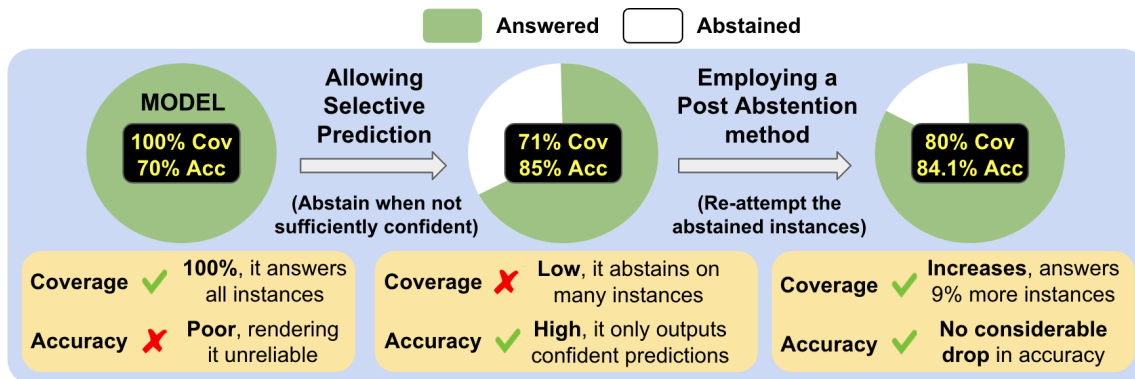 Answered
Abstained
MODEL
100% Cov
70% Acc
Allowing
Selective
Prediction
(Abstain when not
sufficiently confident)
71% Cov
85% Acc
Employing a
Post Abstention
method
(Re-attempt the
abstained instances)
80% Cov
84.1% Acc
Coverage
100%, it answers
all instances
Accuracy
Poor, rendering
it unreliable
Coverage
Low, it abstains on
many instances
Accuracy
High, it only outputs
confident predictions
Coverage
Increases, answers
9% more instances
Accuracy
No considerable
drop in accuracy